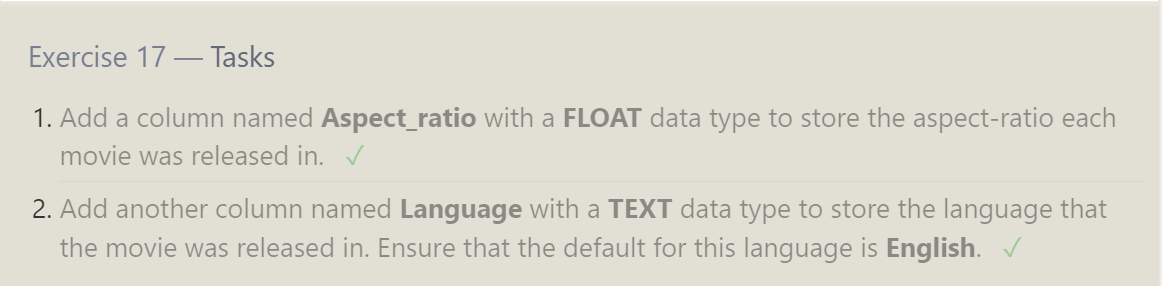 Exercise 17 — Tasks
1. Add a column named Aspect_ratio with a FLOAT data type to store the aspect-ratio each
movie was released in. ✓
2. Add another column named Language with a TEXT data type to store the language that
the movie was released in. Ensure that the default for this language is English. ✓